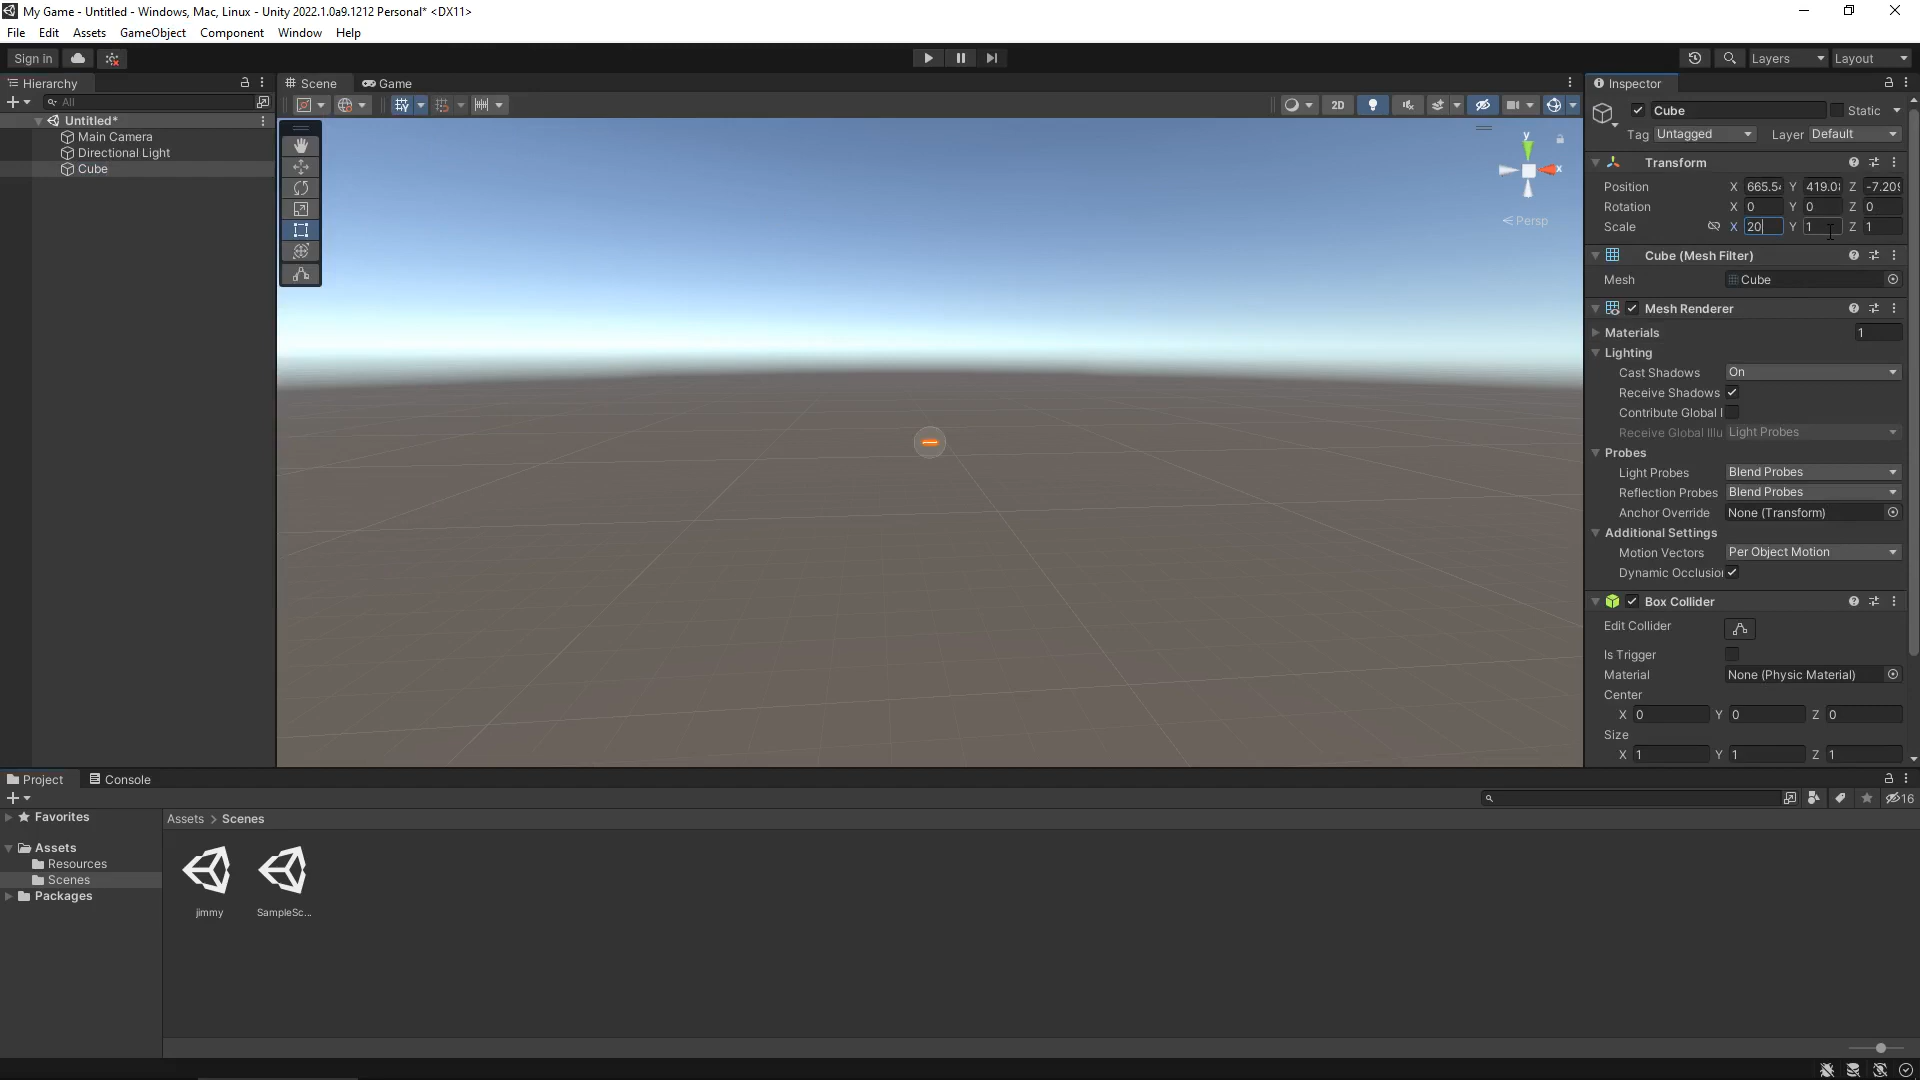 My Game - Untitled - Windows, Mac, Linux - Unity 2022.1.0a9.1212 Personal* <DX11>
File Edit Assets GameObject Component Window Help
Sign in
Layers Layout
Hierarchy
All
Untitled*
Main Camera
Directional Light
Cube
Scene Game
2D
y
x
Persp
Inspector
Cube Static
Tag Untagged Layer Default
Transform
Position X 665.54 Y 419.0 Z -7.209
Rotation X 0 Y 0 Z 0
Scale X 20 Y 1 Z 1
Cube (Mesh Filter)
Mesh Cube
Mesh Renderer
Materials 1
Lighting
Cast Shadows On
Receive Shadows
Contribute Global I
Receive Global Illu Light Probes
Probes
Light Probes Blend Probes
Reflection Probes Blend Probes
Anchor Override None (Transform)
Additional Settings
Motion Vectors Per Object Motion
Dynamic Occlusion
Box Collider
Edit Collider
Is Trigger
Material None (Physic Material)
Center
X 0 Y 0 Z 0
Size
X 1 Y 1 Z 1
Project Console
16
Favorites
Assets
Resources
Scenes
Packages
Assets > Scenes
jimmy
SampleSc...